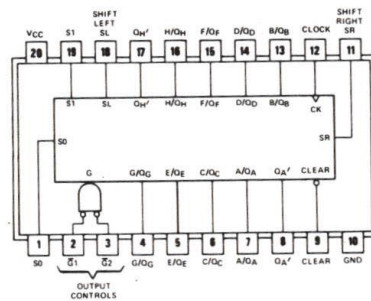 SHIFT LEFT SHIFT RIGHT
VCC S1 SL QH' H/QH F/QF D/QD B/QB CLOCK SR
20 19 18 17 16 15 14 13 12 11
S1 SL QH' H/QH F/QF D/QD B/QB CK
S0 SR
G G/QG E/QE C/QC A/QA QA' CLEAR
1 2 3 4 5 6 7 8 9 10
S0 G̅1 G̅2 G/QG E/QE C/QC A/QA QA' CLEAR GND
OUTPUT
CONTROLS